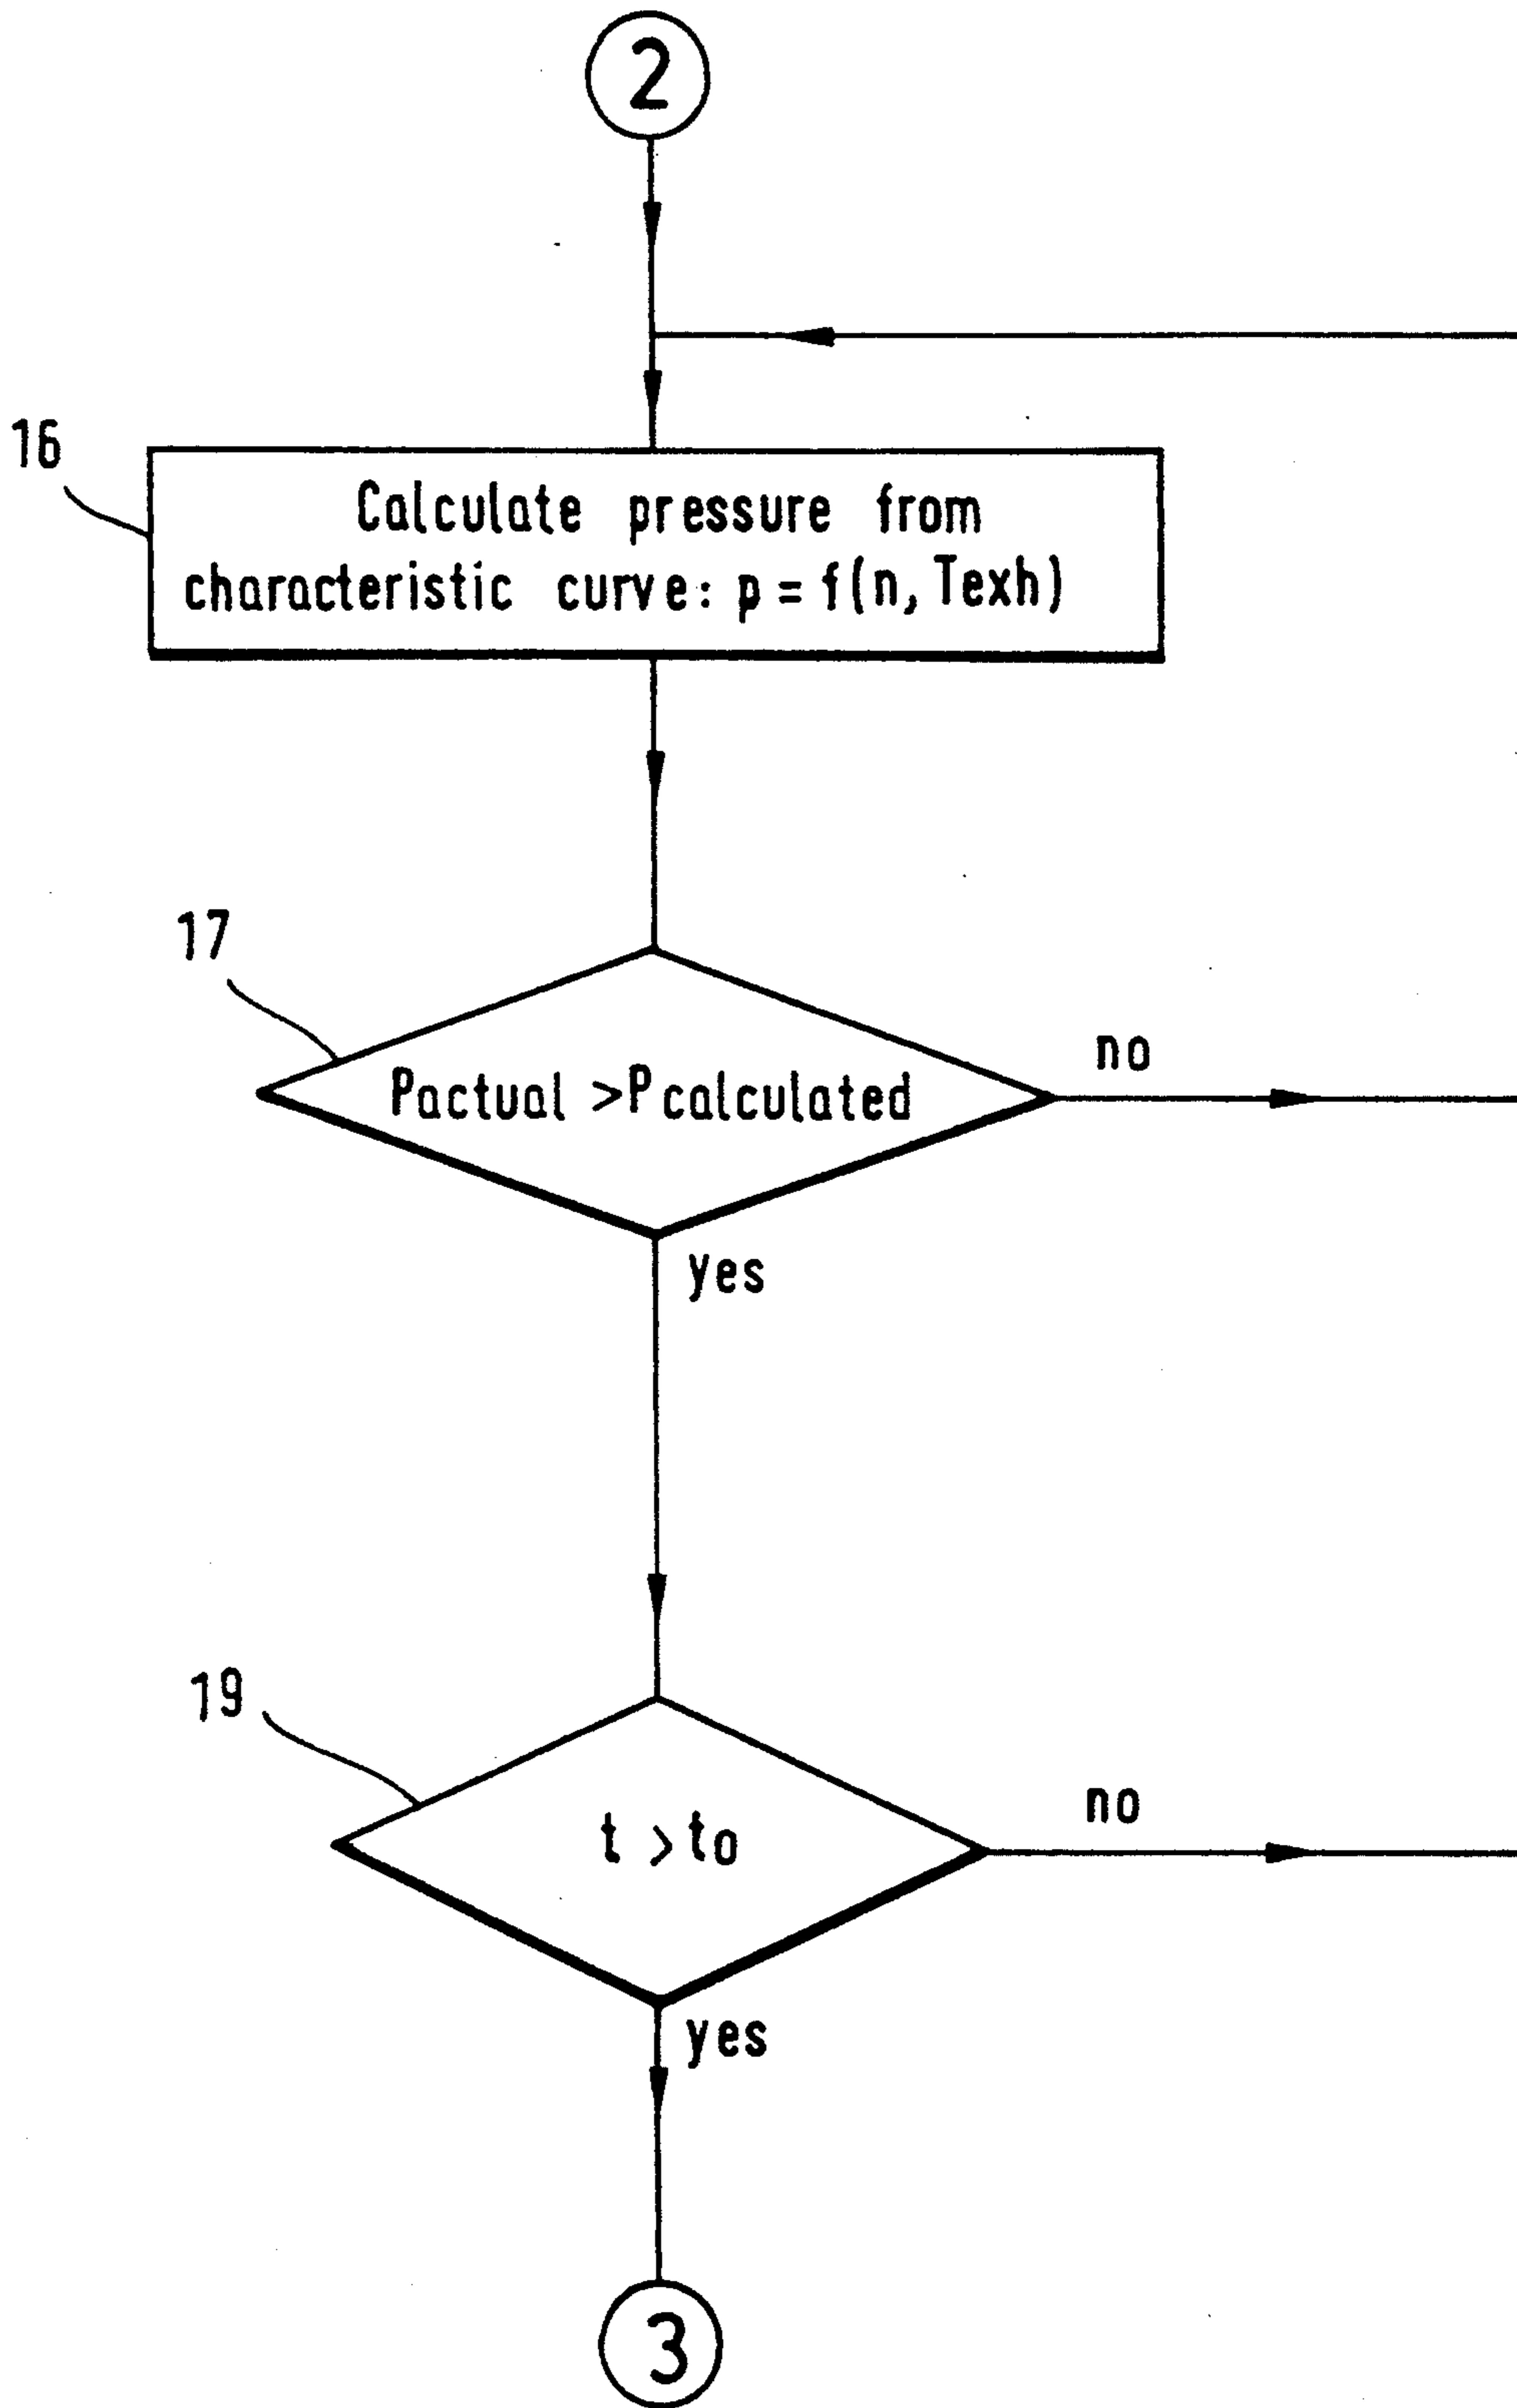 2
16
Calculate pressure from
characteristic curve: p = f(n, Texh)
17
Pactual >Pcalculated
no
yes
19
t >to
no
yes
3